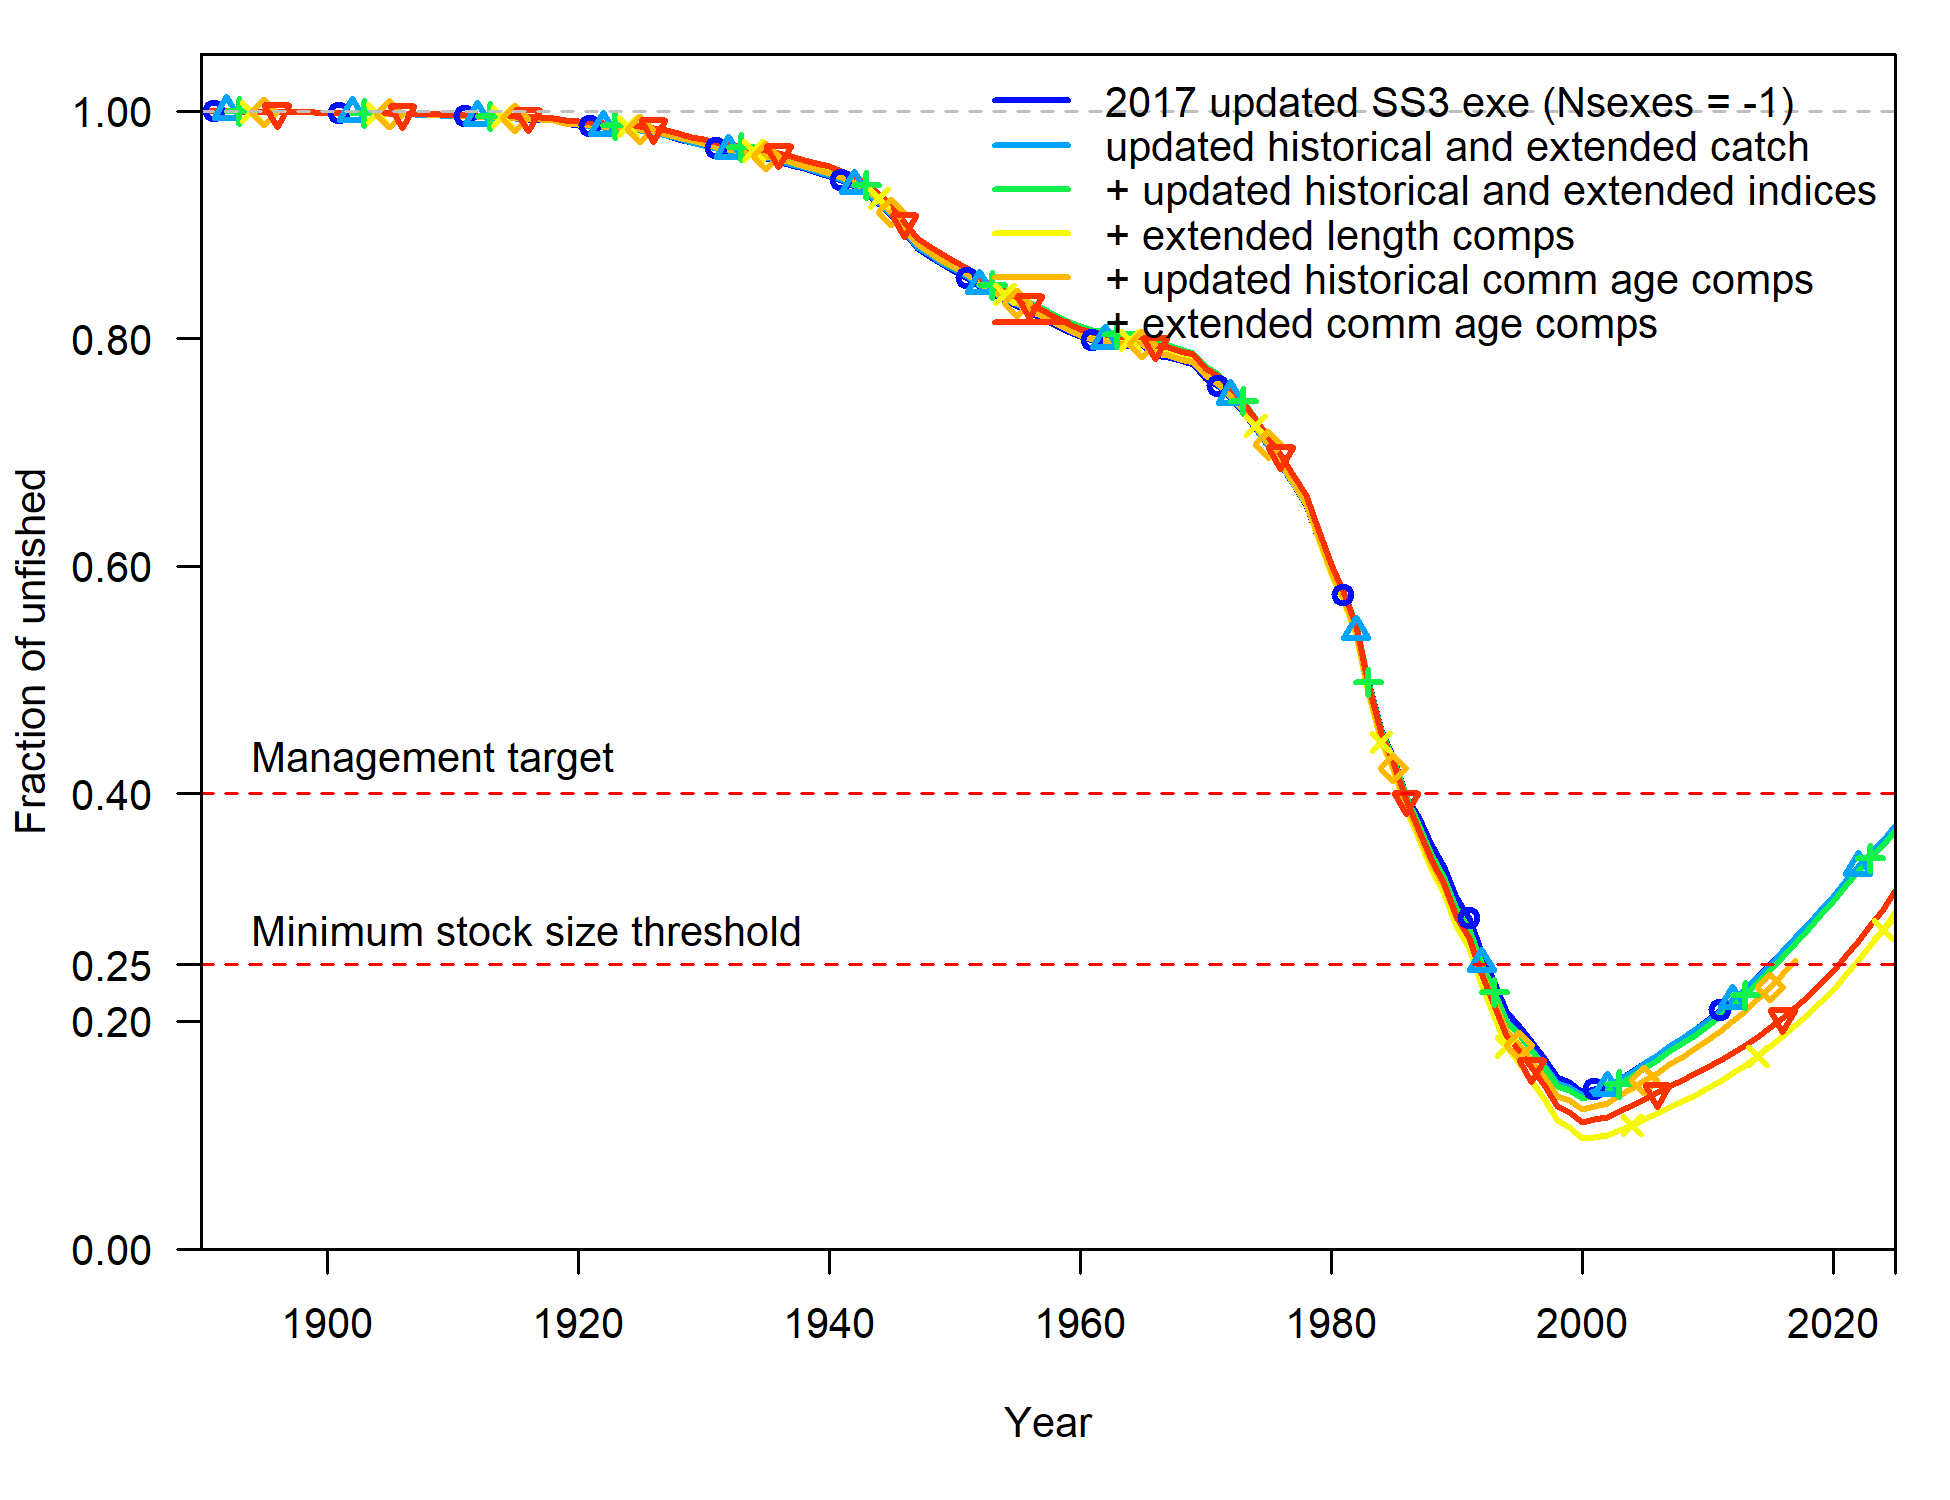 1.00
0.80
0.60
0.40
0.25
0.20
0.00
Fraction of unfished
2017 updated SS3 exe (Nsexes = -1)
updated historical and extended catch
+ updated historical and extended indices
+ extended length comps
+ updated historical comm age comps
+ extended comm age comps
Management target
Minimum stock size threshold
1900 1920 1940 1960 1980 2000 2020
Year